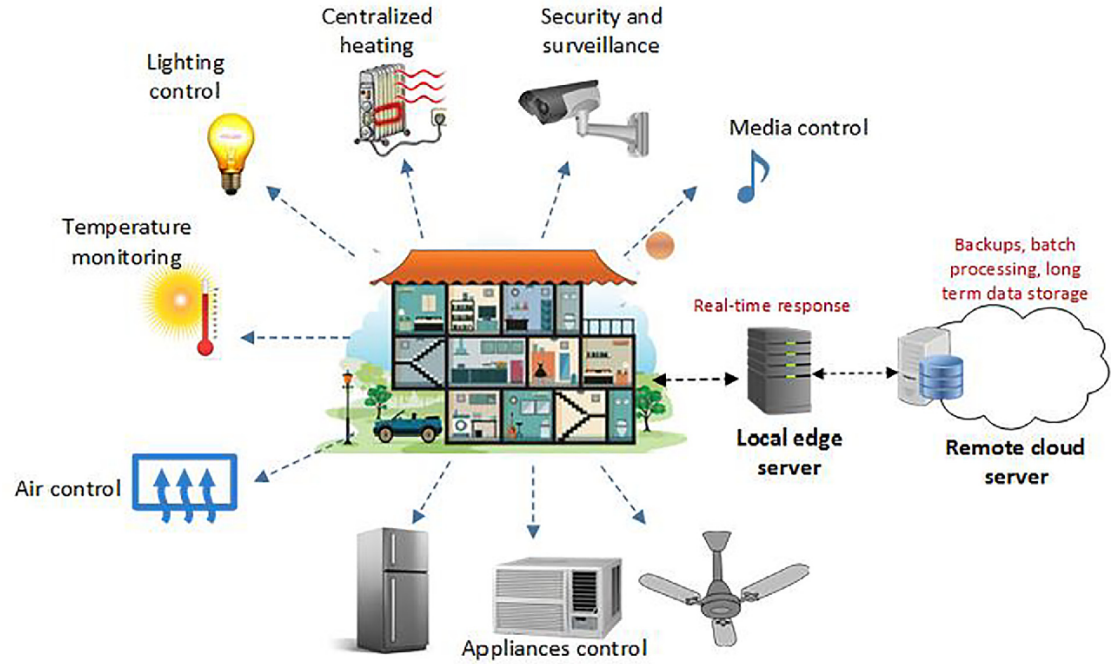 Centralized
heating
Security and
surveillance
Lighting
control
Media control
Temperature
monitoring
Backups, batch
processing, long
term data storage
Real-time response
Local edge
server
Remote cloud
server
Air control
Appliances control